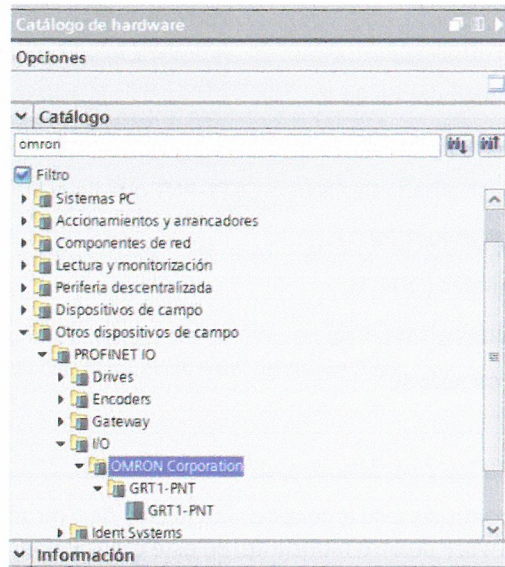 Catálogo de hardware
Opciones
Catálogo
omron
Filtro
Sistemas PC
Accionamientos y arrancadores
Componentes de red
Lectura y monitorización
Periferia descentralizada
Dispositivos de campo
Otros dispositivos de campo
PROFINET IO
Drives
Encoders
Gateway
I/O
OMRON Corporation
GRT1-PNT
GRT1-PNT
Ident Systems
Información